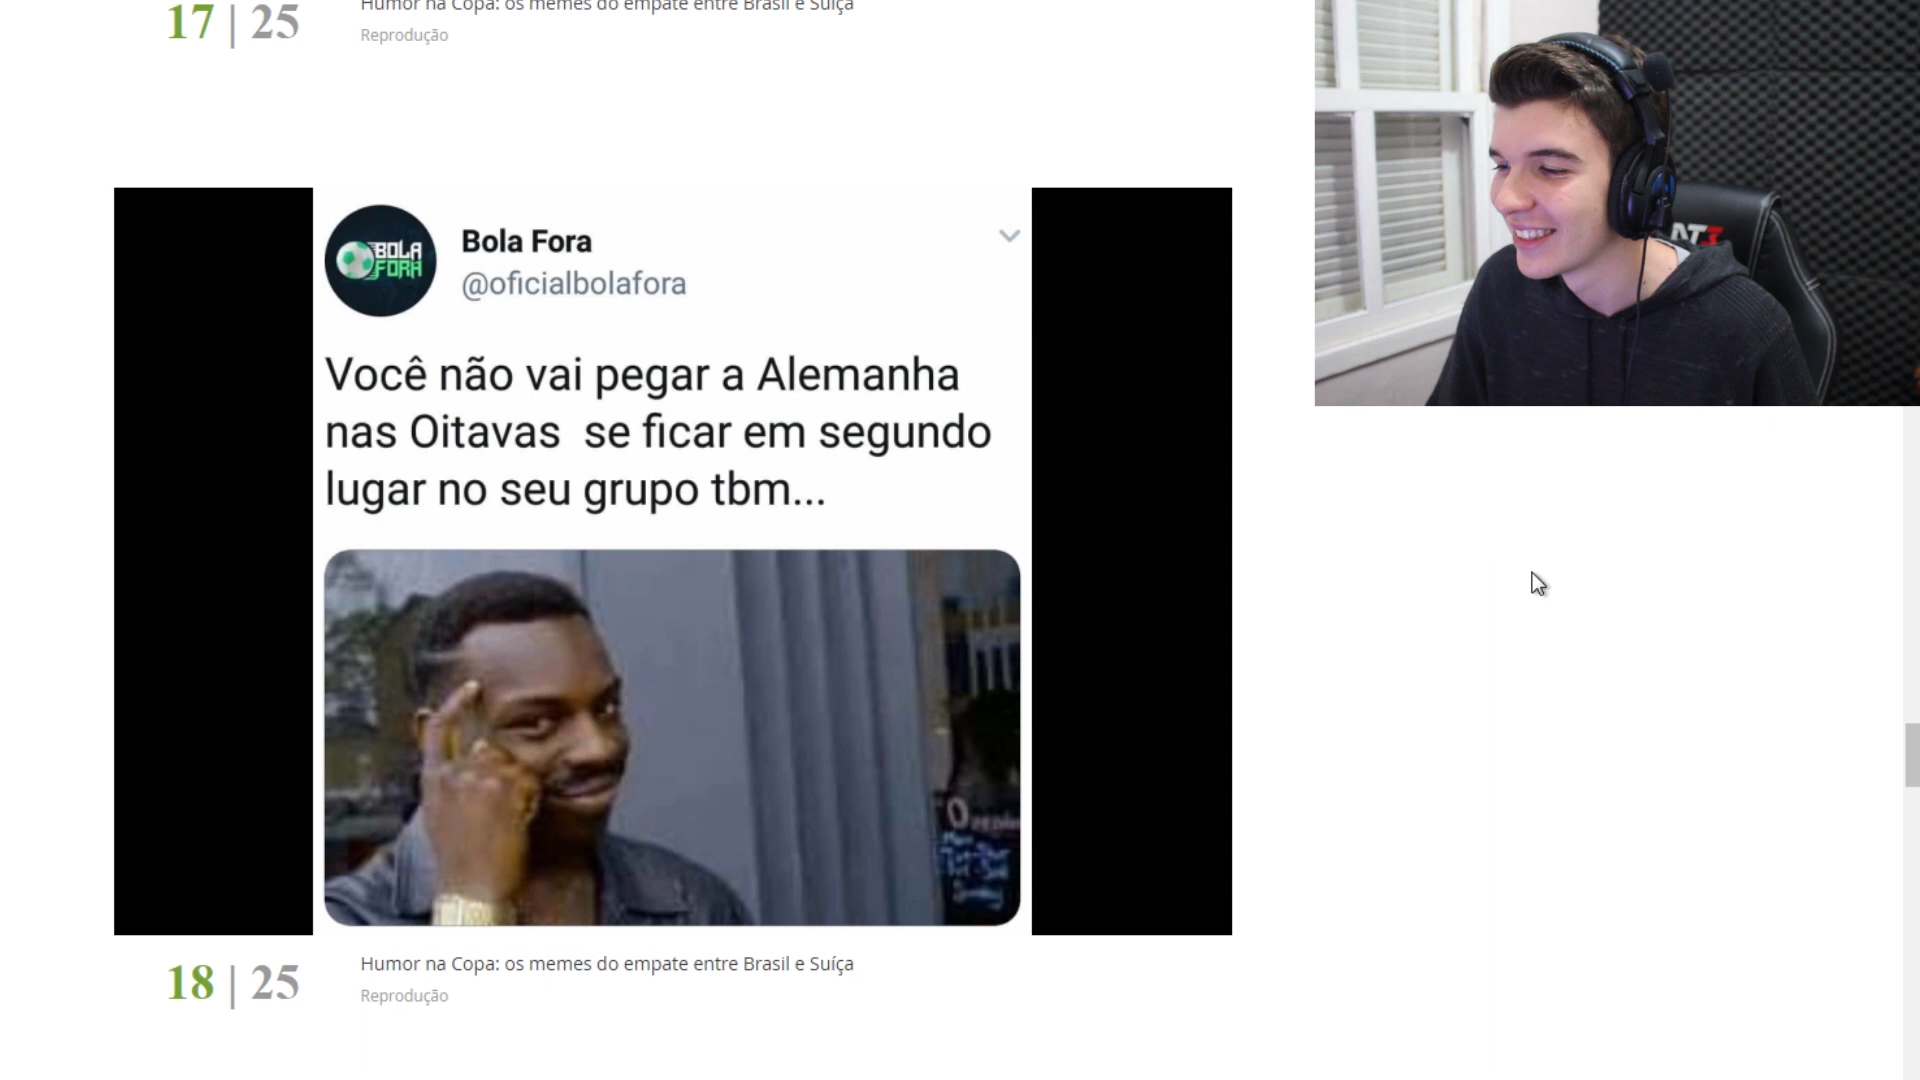 Humor na Copa: os memes do empate entre Brasil e Suíça
17 | 25
Reprodução
BOLA
FORA
Bola Fora
@oficialbolafora
Você não vai pegar a Alemanha
nas Oitavas se ficar em segundo
lugar no seu grupo tbm...
Humor na Copa: os memes do empate entre Brasil e Suíça
18 | 25
Reprodução